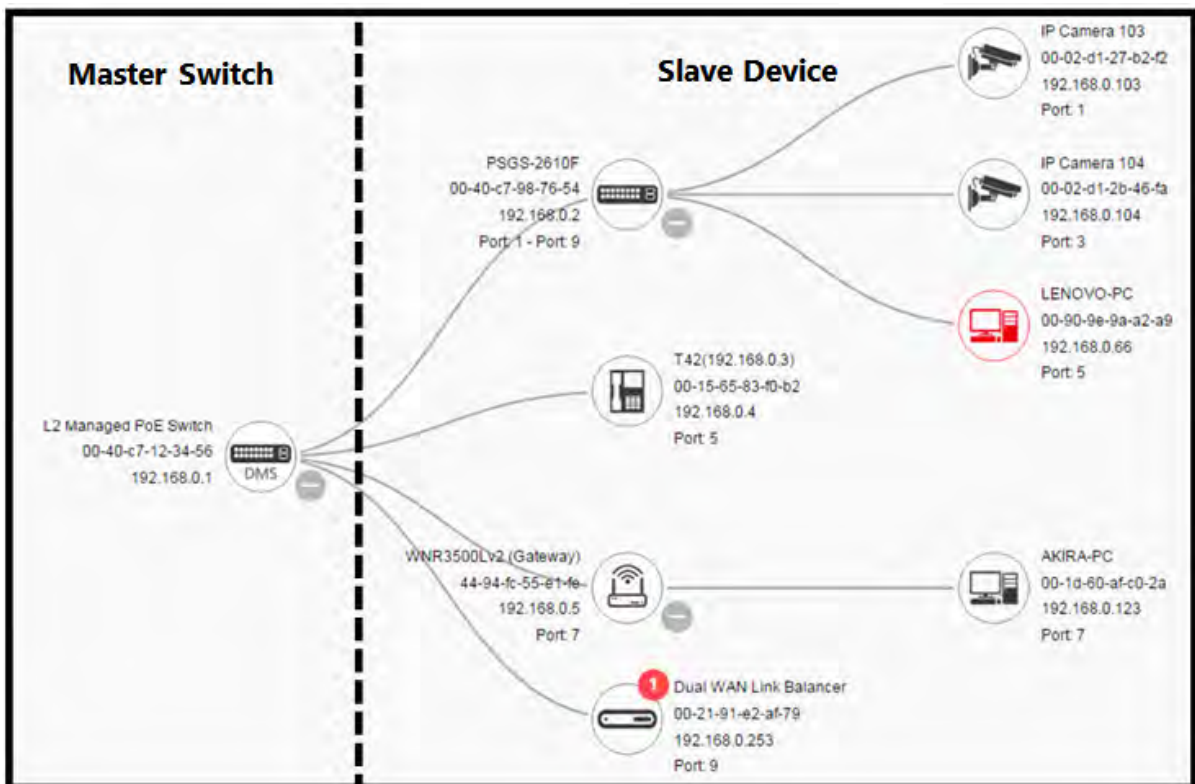 Master Switch
Slave Device
IP Camera 103
00-02-d1-27-b2-f2
192.168.0.103
Port: 1
PSGS-2610F
00-40-c7-98-76-54
192.168.0.2
Port: 1 - Port: 9
IP Camera 104
00-02-d1-2b-46-fa
192.168.0.104
Port: 3
LENOVO-PC
00-90-9e-9a-a2-a9
192.168.0.66
Port: 5
T42(192.168.0.3)
00-15-65-83-f0-b2
192.168.0.4
Port: 5
L2 Managed PoE Switch
00-40-c7-12-34-56
192.168.0.1
DMS
WNR3500Lv2 (Gateway)
44-94-fc-55-e1-fe
192.168.0.5
Port: 7
AKIRA-PC
00-1d-60-af-c0-2a
192.168.0.123
Port: 7
1
Dual WAN Link Balancer
00-21-91-e2-af-79
192.168.0.253
Port: 9